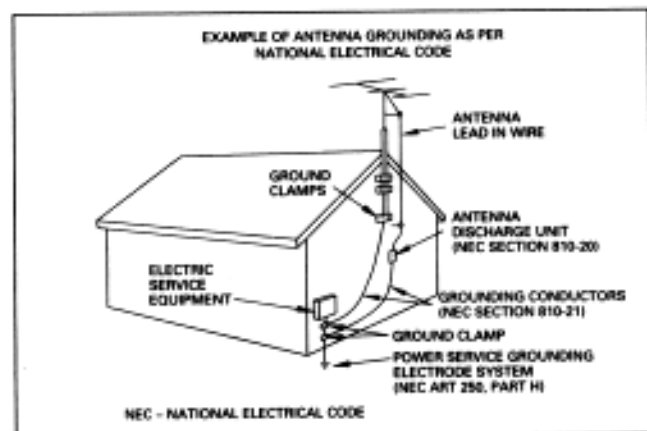 EXAMPLE OF ANTENNA GROUNDING AS PER
NATIONAL ELECTRICAL CODE
ANTENNA
LEAD IN WIRE
GROUND
CLAMPS
ANTENNA
DISCHARGE UNIT
(NEC SECTION 810-20)
ELECTRIC
SERVICE
EQUIPMENT
GROUNDING CONDUCTORS
(NEC SECTION 810-21)
GROUND CLAMP
POWER SERVICE GROUNDING
ELECTRODE SYSTEM
(NEC ART 250, PART H)
NEC – NATIONAL ELECTRICAL CODE